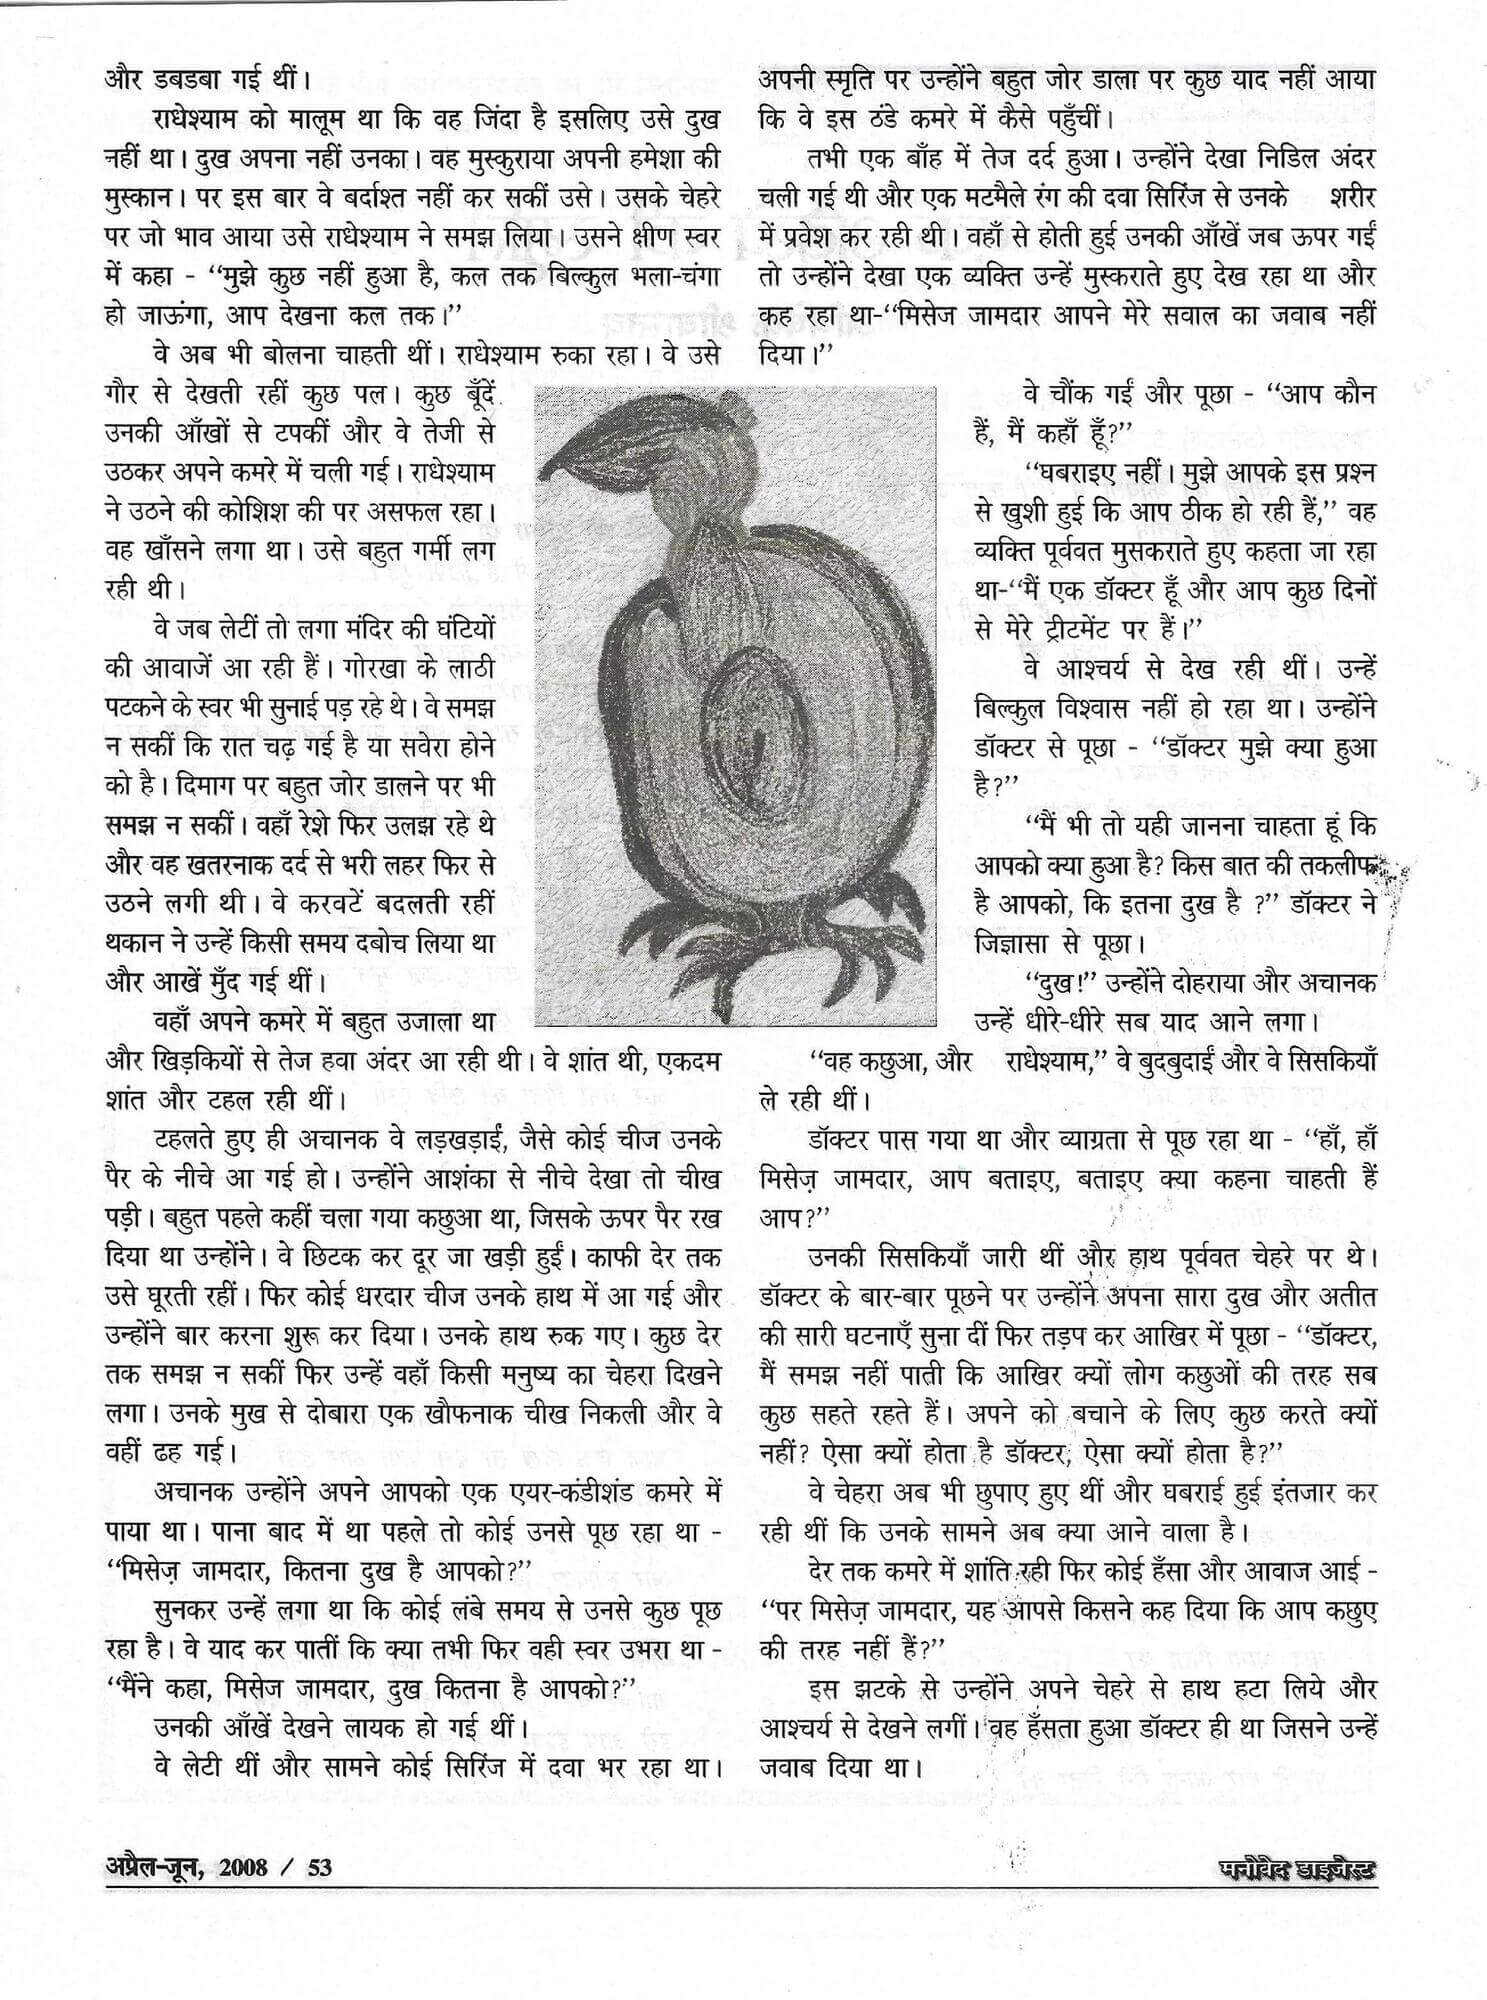 और डबडबा गई थीं।
राधेश्याम को मालूम था कि वह जिंदा है इसलिए उसे दुख
नहीं था। दुख अपना नहीं उनका। वह मुस्कुराया अपनी हमेशा की
मुस्कान। पर इस बार वे बर्दाश्त नहीं कर सकीं उसे। उसके चेहरे
पर जो भाव आया उसे राधेश्याम ने समझ लिया। उसने क्षीण स्वर
में कहा - “मुझे कुछ नहीं हुआ है, कल तक बिल्कुल भला-चंगा
हो जाऊंगा, आप देखना कल तक।”
वे अब भी बोलना चाहती थीं। राधेश्याम रुका रहा। वे उसे
गौर से देखती रहीं कुछ पल। कुछ बूँदें
उनकी आँखों से टपकीं और वे तेजी से
उठकर अपने कमरे में चली गई। राधेश्याम
ने उठने की कोशिश की पर असफल रहा।
वह खाँसने लगा था। उसे बहुत गर्मी लग
रही थी।
वे जब लेटीं तो लगा मंदिर की घंटियों
की आवाजें आ रही हैं। गोरखा के लाठी
पटकने के स्वर भी सुनाई पड़ रहे थे। वे समझ
न सकीं कि रात चढ़ गई है या सवेरा होने
को है। दिमाग पर बहुत जोर डालने पर भी
समझ न सकीं। वहाँ रेशे फिर उलझ रहे थे
और वह खतरनाक दर्द से भरी लहर फिर से
उठने लगी थी। वे करवटें बदलती रहीं
थकान ने उन्हें किसी समय दबोच लिया था
और आखें मुँद गई थीं।
वहाँ अपने कमरे में बहुत उजाला था
और खिड़कियों से तेज हवा अंदर आ रही थी। वे शांत थी, एकदम
शांत और टहल रही थीं।
टहलते हुए ही अचानक वे लड़खड़ाईं, जैसे कोई चीज उनके
पैर के नीचे आ गई हो। उन्होंने आशंका से नीचे देखा तो चीख
पड़ी। बहुत पहले कहीं चला गया कछुआ था, जिसके ऊपर पैर रख
दिया था उन्होंने। वे छिटक कर दूर जा खड़ी हुईं। काफी देर तक
उसे घूरती रहीं। फिर कोई धरदार चीज उनके हाथ में आ गई और
उन्होंने बार करना शुरू कर दिया। उनके हाथ रुक गए। कुछ देर
तक समझ न सकीं फिर उन्हें वहाँ किसी मनुष्य का चेहरा दिखने
लगा। उनके मुख से दोबारा एक खौफनाक चीख निकली और वे
वहीं ढह गई।
अचानक उन्होंने अपने आपको एक एयर-कंडीशंड कमरे में
पाया था। पाना बाद में था पहले तो कोई उनसे पूछ रहा था -
“मिसेज़ जामदार, कितना दुख है आपको?”
सुनकर उन्हें लगा था कि कोई लंबे समय से उनसे कुछ पूछ
रहा है। वे याद कर पातीं कि क्या तभी फिर वही स्वर उभरा था -
“मैंने कहा, मिसेज जामदार, दुख कितना है आपको?”
उनकी आँखें देखने लायक हो गई थीं।
वे लेटी थीं और सामने कोई सिरिंज में दवा भर रहा था।
अपनी स्मृति पर उन्होंने बहुत जोर डाला पर कुछ याद नहीं आया
कि वे इस ठंडे कमरे में कैसे पहुँचीं।
तभी एक बाँह में तेज दर्द हुआ। उन्होंने देखा निडिल अंदर
चली गई थी और एक मटमैले रंग की दवा सिरिंज से उनके शरीर
में प्रवेश कर रही थी। वहाँ से होती हुई उनकी आँखें जब ऊपर गईं
तो उन्होंने देखा एक व्यक्ति उन्हें मुस्कराते हुए देख रहा था और
कह रहा था-“मिसेज जामदार आपने मेरे सवाल का जवाब नहीं
दिया।”
वे चौंक गईं और पूछा - “आप कौन
हैं, मैं कहाँ हूँ?”
“घबराइए नहीं। मुझे आपके इस प्रश्न
से खुशी हुई कि आप ठीक हो रही हैं,” वह
व्यक्ति पूर्ववत मुसकराते हुए कहता जा रहा
था-“मैं एक डॉक्टर हूँ और आप कुछ दिनों
से मेरे ट्रीटमेंट पर हैं।”
वे आश्चर्य से देख रही थीं। उन्हें
बिल्कुल विश्वास नहीं हो रहा था। उन्होंने
डॉक्टर से पूछा - “डॉक्टर मुझे क्या हुआ
है?”
“मैं भी तो यही जानना चाहता हूं कि
आपको क्या हुआ है? किस बात की तकलीफ
है आपको, कि इतना दुख है ?” डॉक्टर ने
जिज्ञासा से पूछा।
“दुख!” उन्होंने दोहराया और अचानक
उन्हें धीरे-धीरे सब याद आने लगा।
“वह कछुआ, और राधेश्याम,” वे बुदबुदाईं और वे सिसकियाँ
ले रही थीं।
डॉक्टर पास गया था और व्याग्रता से पूछ रहा था - “हाँ, हाँ
मिसेज़ जामदार, आप बताइए, बताइए क्या कहना चाहती हैं
आप?”
उनकी सिसकियाँ जारी थीं और हाथ पूर्ववत चेहरे पर थे।
डॉक्टर के बार-बार पूछने पर उन्होंने अपना सारा दुख और अतीत
की सारी घटनाएँ सुना दीं फिर तड़प कर आखिर में पूछा - “डॉक्टर,
मैं समझ नहीं पाती कि आखिर क्यों लोग कछुओं की तरह सब
कुछ सहते रहते हैं। अपने को बचाने के लिए कुछ करते क्यों
नहीं? ऐसा क्यों होता है डॉक्टर, ऐसा क्यों होता है?”
वे चेहरा अब भी छुपाए हुए थीं और घबराई हुई इंतजार कर
रही थीं कि उनके सामने अब क्या आने वाला है।
देर तक कमरे में शांति रही फिर कोई हँसा और आवाज आई -
“पर मिसेज़ जामदार, यह आपसे किसने कह दिया कि आप कछुए
की तरह नहीं हैं?”
इस झटके से उन्होंने अपने चेहरे से हाथ हटा लिये और
आश्चर्य से देखने लगीं। वह हँसता हुआ डॉक्टर ही था जिसने उन्हें
जवाब दिया था।
अप्रैल-जून, 2008 / 53
मनोवेद डाइजेस्ट